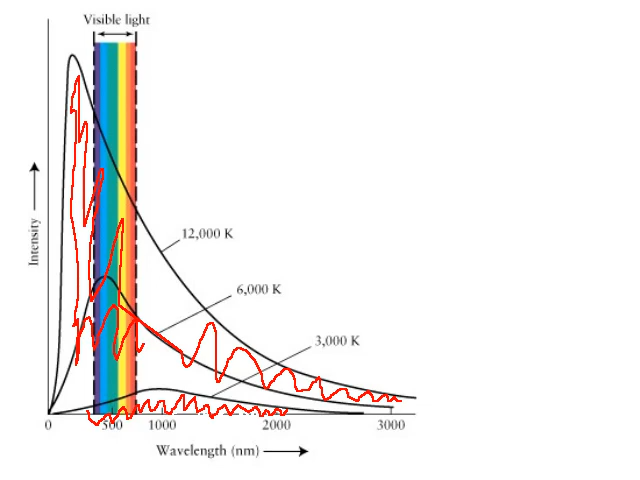 Visible light
Intensity
12,000 K
6,000 K
3,000 K
0 500 1000 2000 3000
Wavelength (nm)